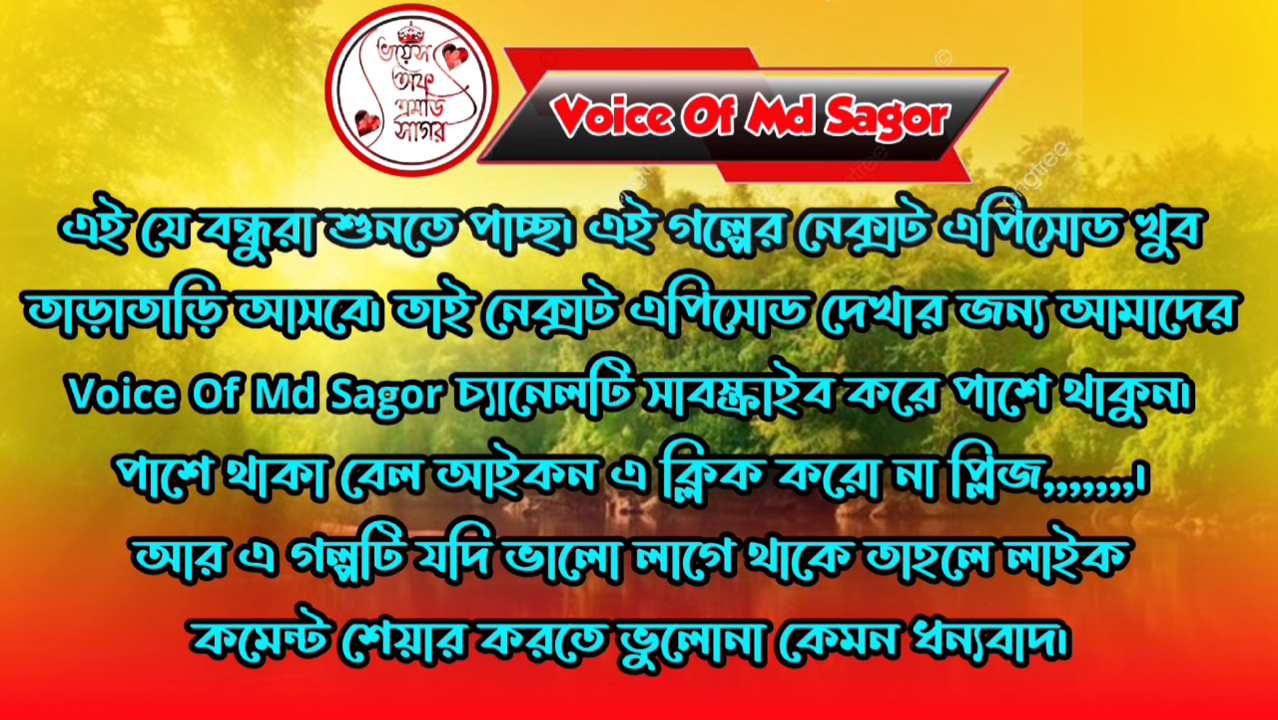 ভয়েস
অফ
এমডি
সাগর
Voice Of Md Sagor
এই যে বন্ধুরা শুনতে পাচ্ছ। এই গল্পের নেক্সট এপিসোড খুব
তাড়াতাড়ি আসবে। তাই নেক্সট এপিসোড দেখার জন্য আমাদের
Voice Of Md Sagor চ্যানেলটি সাবস্ক্রাইব করে পাশে থাকুন।
পাশে থাকা বেল আইকন এ ক্লিক করো না প্লিজ,,,,,,,।
আর এ গল্পটি যদি ভালো লাগে থাকে তাহলে লাইক
কমেন্ট শেয়ার করতে ভুলোনা কেমন ধন্যবাদ।